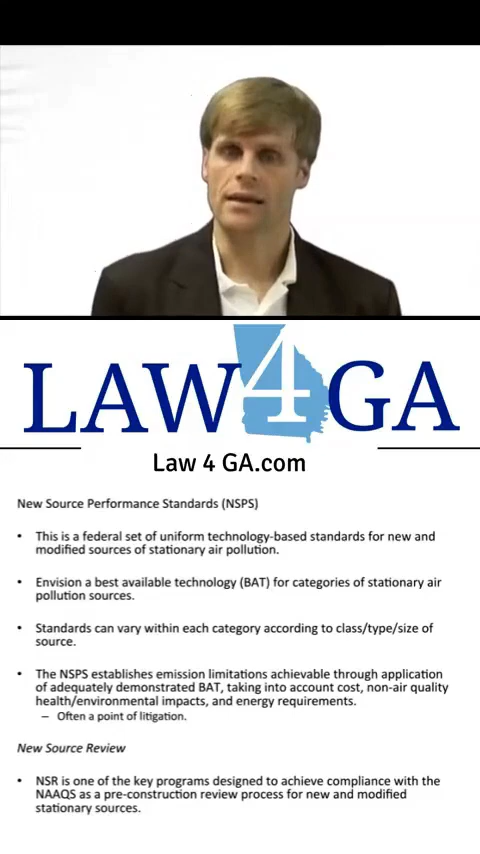 LAW4GA
Law 4 GA.com
New Source Performance Standards (NSPS)
• This is a federal set of uniform technology-based standards for new and
modified sources of stationary air pollution.
• Envision a best available technology (BAT) for categories of stationary air
pollution sources.
• Standards can vary within each category according to class/type/size of
source.
• The NSPS establishes emission limitations achievable through application
of adequately demonstrated BAT, taking into account cost, non-air quality
health/environmental impacts, and energy requirements.
– Often a point of litigation.
New Source Review
• NSR is one of the key programs designed to achieve compliance with the
NAAQS as a pre-construction review process for new and modified
stationary sources.